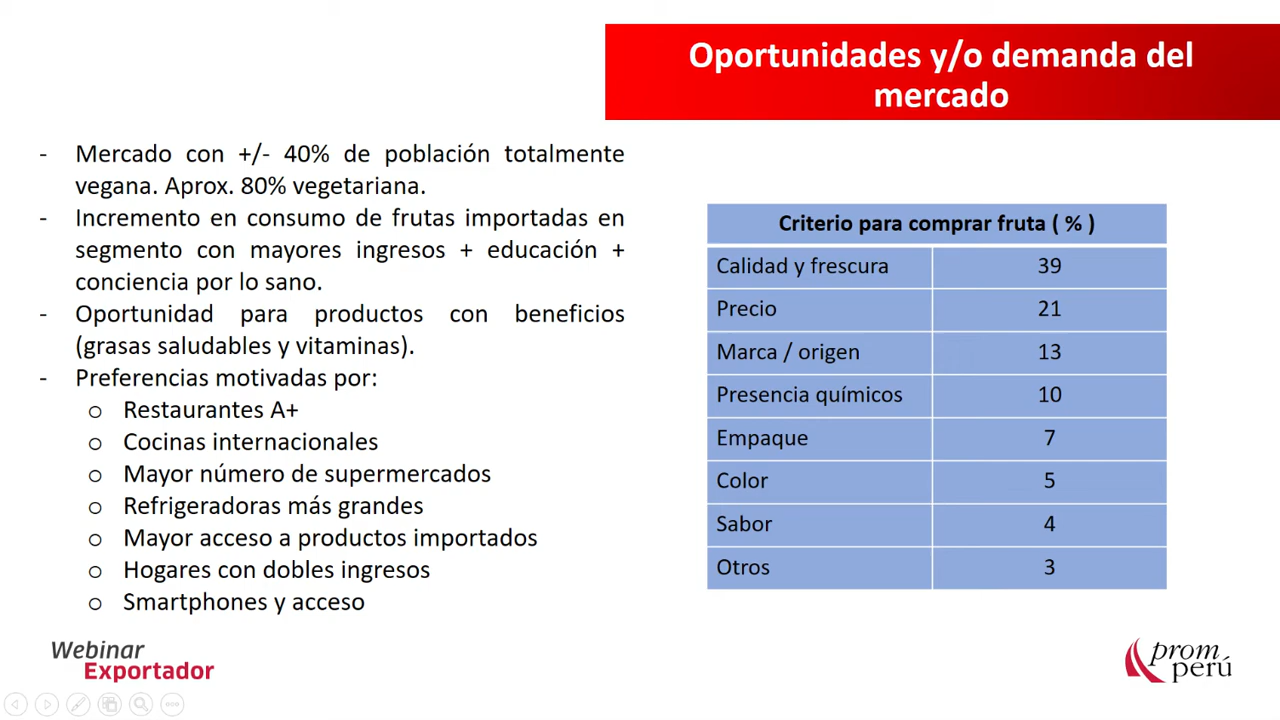 Oportunidades y/o demanda del
mercado
- Mercado con +/- 40% de población totalmente
vegana. Aprox. 80% vegetariana.
- Incremento en consumo de frutas importadas en
segmento con mayores ingresos + educación +
conciencia por lo sano.
- Oportunidad para productos con beneficios
(grasas saludables y vitaminas).
- Preferencias motivadas por:
o Restaurantes A+
o Cocinas internacionales
o Mayor número de supermercados
o Refrigeradoras más grandes
o Mayor acceso a productos importados
o Hogares con dobles ingresos
o Smartphones y acceso
Criterio para comprar fruta ( % )
Calidad y frescura 39
Precio 21
Marca / origen 13
Presencia químicos 10
Empaque 7
Color 5
Sabor 4
Otros 3
Webinar
Exportador
prom
perú